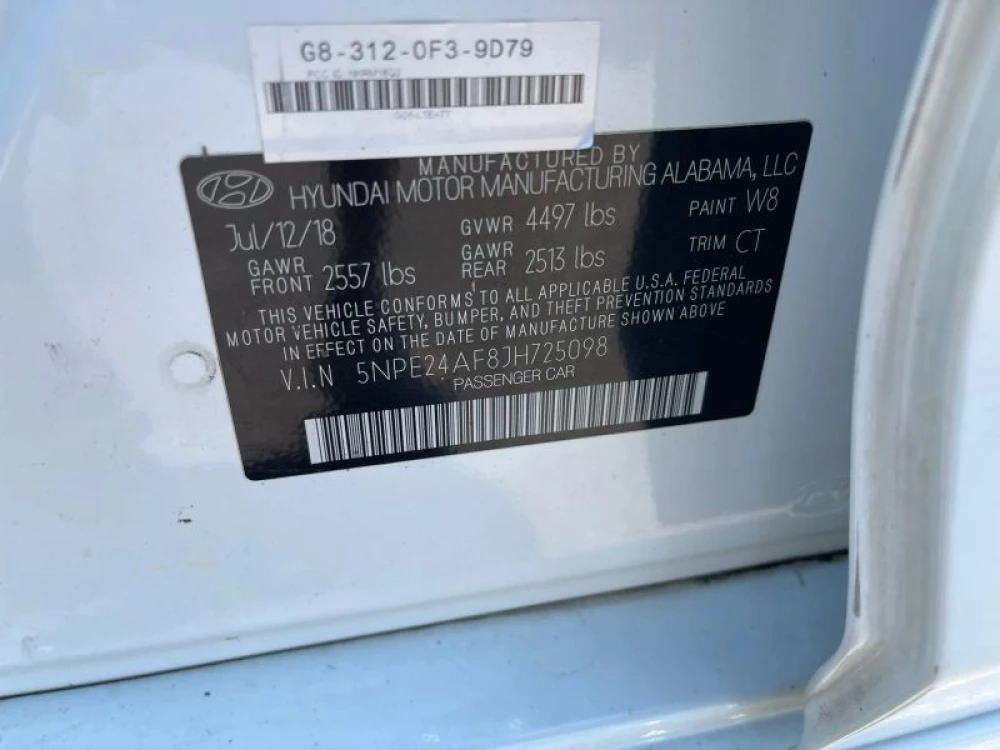 G8-312-0F3-9D79
MANUFACTURED BY
HYUNDAI MOTOR MANUFACTURING ALABAMA, LLC
Jul/12/18 GVWR 4497 lbs PAINT W8
GAWR FRONT 2557 lbs GAWR REAR 2513 lbs TRIM CT
THIS VEHICLE CONFORMS TO ALL APPLICABLE U.S.A. FEDERAL
MOTOR VEHICLE SAFETY, BUMPER, AND THEFT PREVENTION STANDARDS
IN EFFECT ON THE DATE OF MANUFACTURE SHOWN ABOVE
V.I.N 5NPE24AF8JH725098
PASSENGER CAR